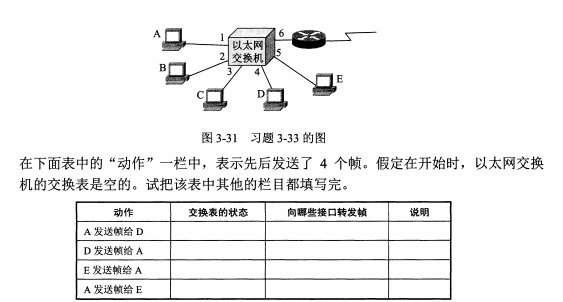 A
1
6
以太网
交换机
B
2
5
3
4
C
D
E
图 3-31 习题 3-33 的图
在下面表中的“动作”一栏中，表示先后发送了 4 个帧。假定在开始时，以太网交换
机的交换表是空的。试把该表中其他的栏目都填写完。
动作 交换表的状态 向哪些接口转发帧 说明
A 发送帧给 D
D 发送帧给 A
E 发送帧给 A
A 发送帧给 E